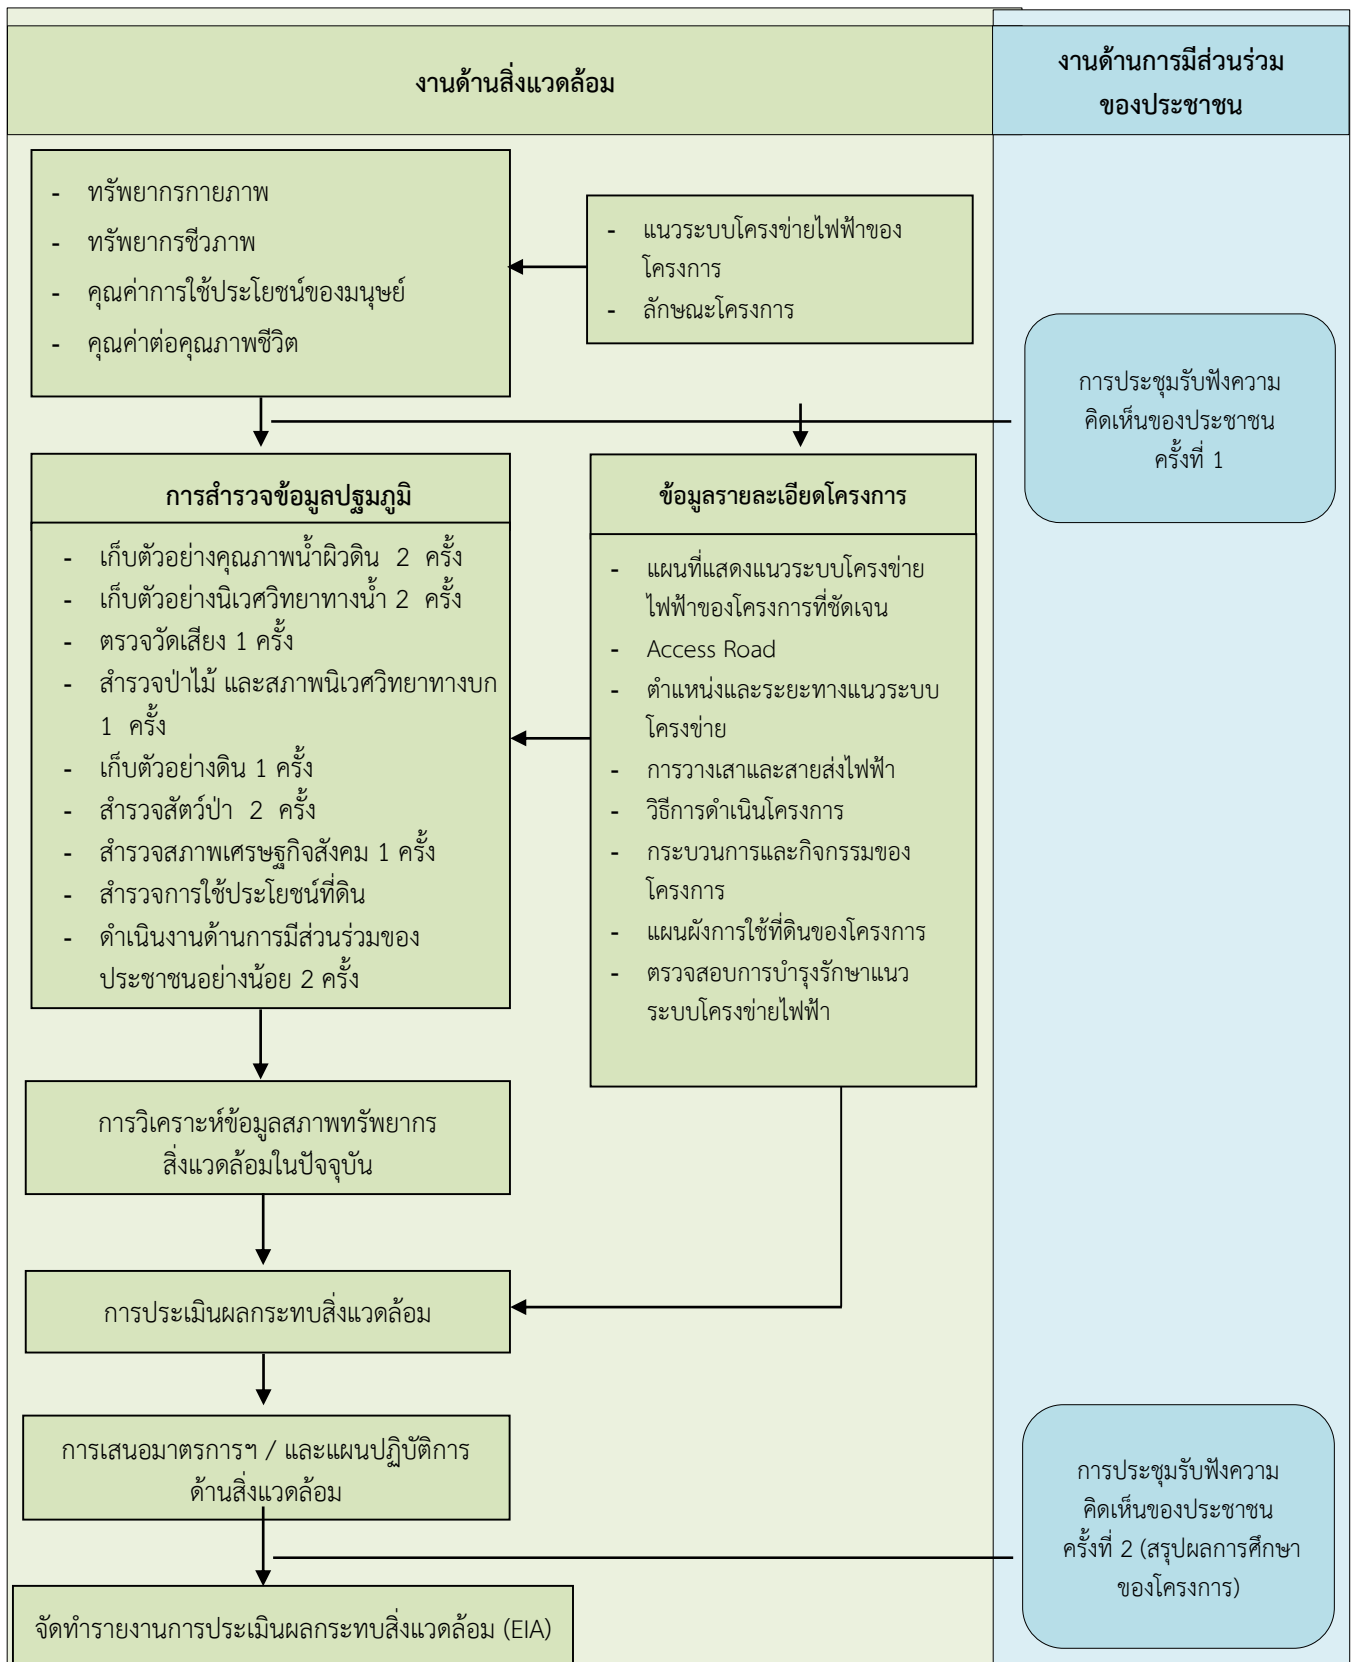 งานด้านสิ่งแวดล้อม
งานด้านการมีส่วนร่วม
ของประชาชน
- ทรัพยากรกายภาพ
- ทรัพยากรชีวภาพ
- คุณค่าการใช้ประโยชน์ของมนุษย์
- คุณค่าต่อคุณภาพชีวิต
- แนวระบบโครงข่ายไฟฟ้าของ
โครงการ
- ลักษณะโครงการ
การประชุมรับฟังความ
คิดเห็นของประชาชน
ครั้งที่ 1
การสำรวจข้อมูลปฐมภูมิ
- เก็บตัวอย่างคุณภาพน้ำผิวดิน 2 ครั้ง
- เก็บตัวอย่างนิเวศวิทยาทางน้ำ 2 ครั้ง
- ตรวจวัดเสียง 1 ครั้ง
- สำรวจป่าไม้ และสภาพนิเวศวิทยาทางบก
1 ครั้ง
- เก็บตัวอย่างดิน 1 ครั้ง
- สำรวจสัตว์ป่า 2 ครั้ง
- สำรวจสภาพเศรษฐกิจสังคม 1 ครั้ง
- สำรวจการใช้ประโยชน์ที่ดิน
- ดำเนินงานด้านการมีส่วนร่วมของ
ประชาชนอย่างน้อย 2 ครั้ง
ข้อมูลรายละเอียดโครงการ
- แผนที่แสดงแนวระบบโครงข่าย
ไฟฟ้าของโครงการที่ชัดเจน
- Access Road
- ตำแหน่งและระยะทางแนวระบบ
โครงข่าย
- การวางเสาและสายส่งไฟฟ้า
- วิธีการดำเนินโครงการ
- กระบวนการและกิจกรรมของ
โครงการ
- แผนผังการใช้ที่ดินของโครงการ
- ตรวจสอบการบำรุงรักษาแนว
ระบบโครงข่ายไฟฟ้า
การวิเคราะห์ข้อมูลสภาพทรัพยากร
สิ่งแวดล้อมในปัจจุบัน
การประเมินผลกระทบสิ่งแวดล้อม
การเสนอมาตรการฯ / และแผนปฏิบัติการ
ด้านสิ่งแวดล้อม
การประชุมรับฟังความ
คิดเห็นของประชาชน
ครั้งที่ 2 (สรุปผลการศึกษา
ของโครงการ)
จัดทำรายงานการประเมินผลกระทบสิ่งแวดล้อม (EIA)